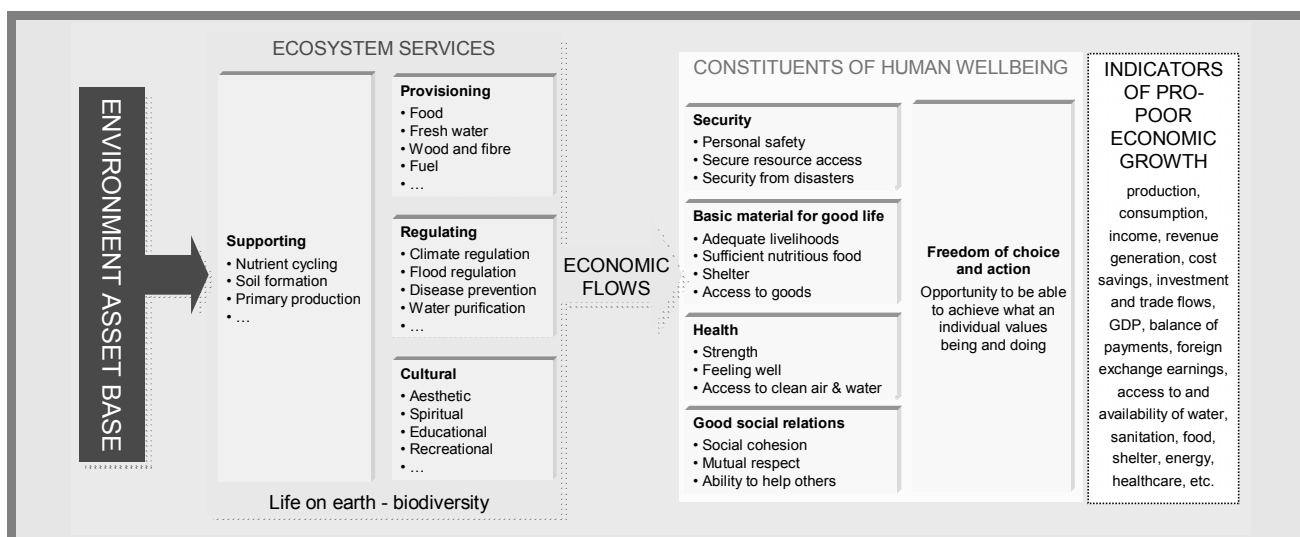 ENVIRONMENT ASSET BASE
ECOSYSTEM SERVICES
Supporting
• Nutrient cycling
• Soil formation
• Primary production
• …
Provisioning
• Food
• Fresh water
• Wood and fibre
• Fuel
• …
Regulating
• Climate regulation
• Flood regulation
• Disease prevention
• Water purification
• …
Cultural
• Aesthetic
• Spiritual
• Educational
• Recreational
• …
Life on earth - biodiversity
ECONOMIC
FLOWS
CONSTITUENTS OF HUMAN WELLBEING
Security
• Personal safety
• Secure resource access
• Security from disasters
Basic material for good life
• Adequate livelihoods
• Sufficient nutritious food
• Shelter
• Access to goods
Health
• Strength
• Feeling well
• Access to clean air & water
Good social relations
• Social cohesion
• Mutual respect
• Ability to help others
Freedom of choice
and action
Opportunity to be able
to achieve what an
individual values
being and doing
INDICATORS
OF PRO-
POOR
ECONOMIC
GROWTH
production,
consumption,
income, revenue
generation, cost
savings, investment
and trade flows,
GDP, balance of
payments, foreign
exchange earnings,
access to and
availability of water,
sanitation, food,
shelter, energy,
healthcare, etc.